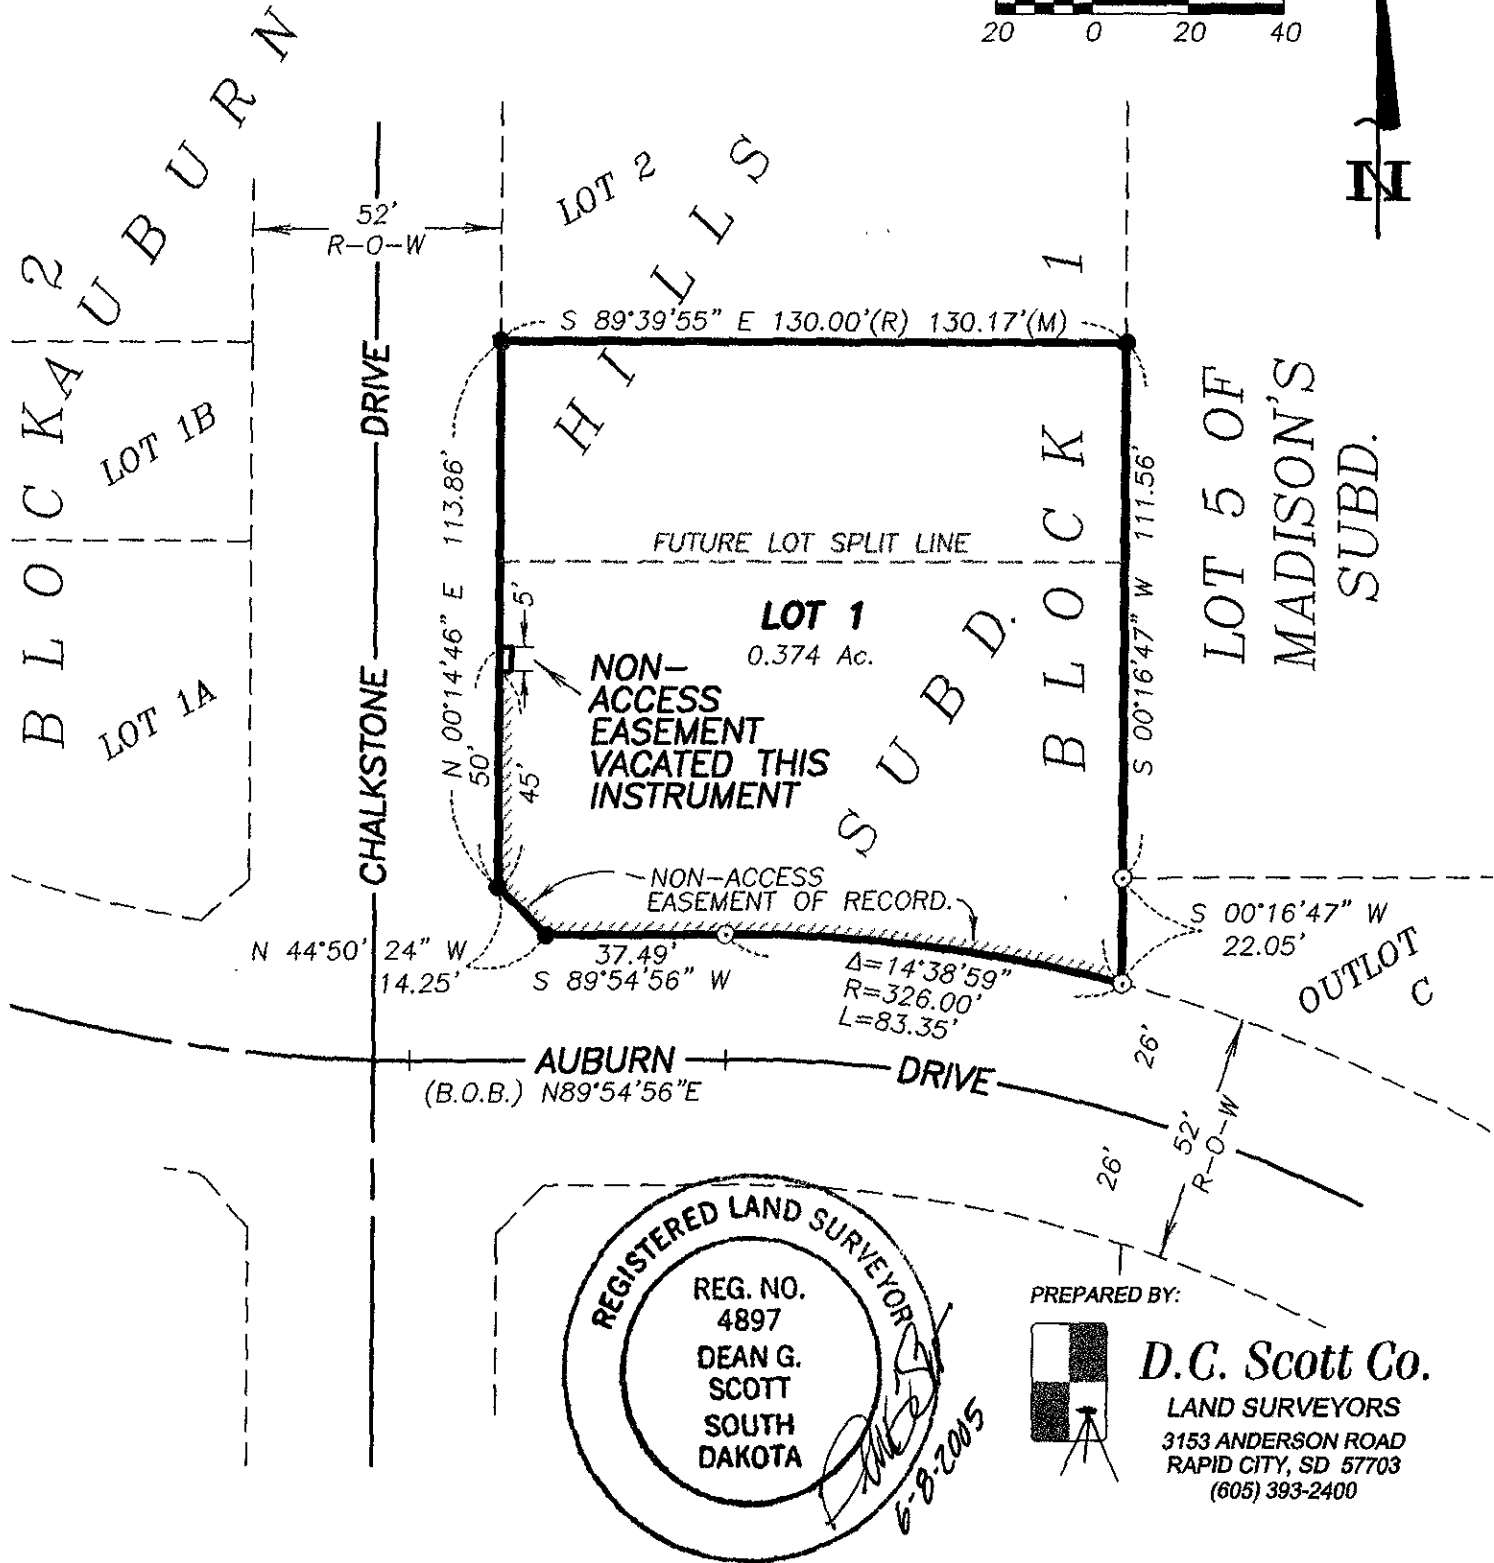 20 0 20 40
N
AUBURN
HILLS
SUBD.
LOT 2
52'
R-O-W
BLOCK 2
LOT 1B
LOT 1A
CHALKSTONE DRIVE
S 89°39'55" E 130.00'(R) 130.17'(M)
BLOCK 1
LOT 5 OF
MADISON'S
SUBD.
N 00°14'46" E 113.86'
S 00°16'47" W 111.56'
FUTURE LOT SPLIT LINE
LOT 1
0.374 Ac.
5'
50'
45'
NON-
ACCESS
EASEMENT
VACATED THIS
INSTRUMENT
NON-ACCESS
EASEMENT OF RECORD.
N 44°50'24" W
14.25'
37.49'
S 89°54'56" W
Δ=14°38'59"
R=326.00'
L=83.35'
S 00°16'47" W
22.05'
OUTLOT
C
AUBURN DRIVE
(B.O.B.) N89°54'56"E
26'
52'
R-O-W
26'
REGISTERED LAND SURVEYOR
REG. NO.
4897
DEAN G.
SCOTT
SOUTH
DAKOTA
6-8-2005
PREPARED BY:
D.C. Scott Co.
LAND SURVEYORS
3153 ANDERSON ROAD
RAPID CITY, SD 57703
(605) 393-2400